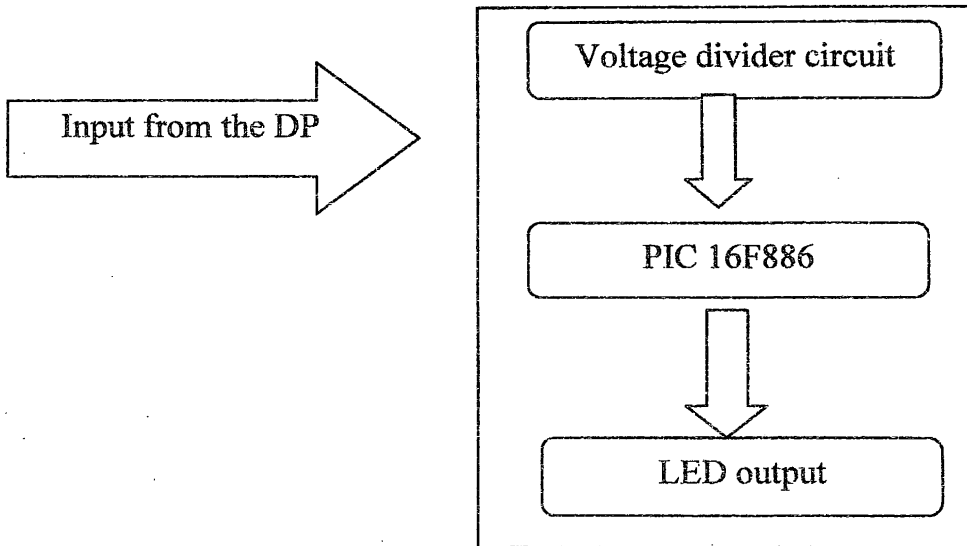 Voltage divider circuit
Input from the DP
PIC 16F886
LED output